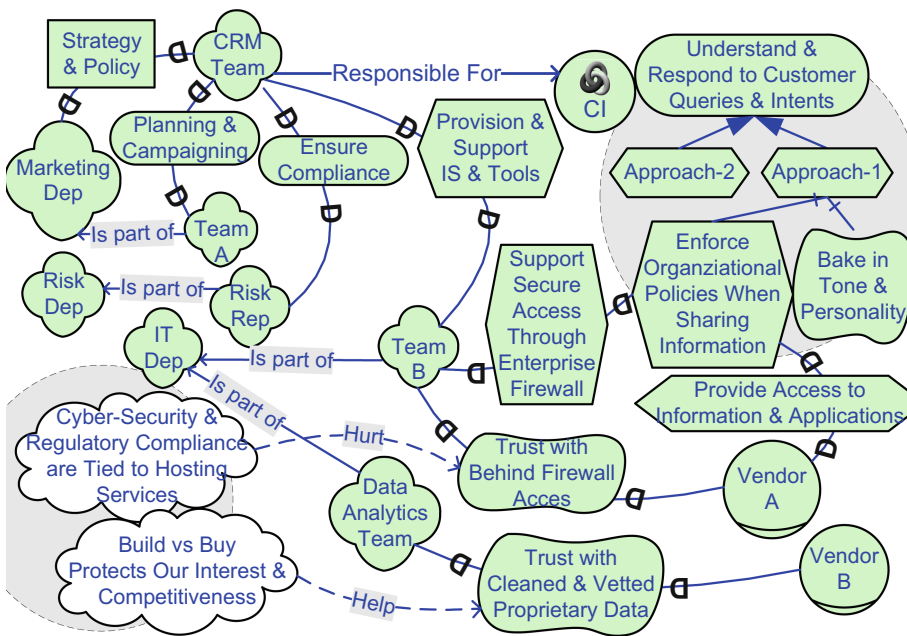 Strategy
& Policy
CRM
Team
Responsible For
CI
Understand &
Respond to Customer
Queries & Intents
D
D
D
D
D
Planning &
Campaigning
Ensure
Compliance
Provision &
Support
IS & Tools
Marketing
Dep
Approach-2
Approach-1
D
D
D
Is part of
Team
A
Risk
Dep
Is part of
Risk
Rep
Support
Secure
Access
Through
Enterprise
Firewall
D
Enforce
Organziational
Policies When
Sharing
Information
Bake in
Tone &
Personality
IT
Dep
Is part of
Team
B
D
D
Is part of
Provide Access to
Information & Applications
Cyber-Security &
Regulatory Compliance
are Tied to Hosting
Services
Hurt
D
Trust with
Behind Firewall
Acces
D
D
Vendor
A
Data
Analytics
Team
Build vs Buy
Protects Our Interest &
Competitiveness
Help
D
Trust with
Cleaned & Vetted
Proprietary Data
D
Vendor
B